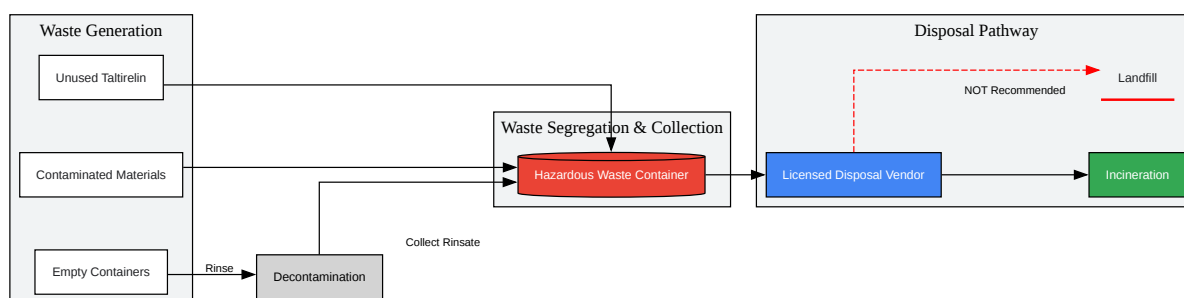 Waste Generation
Disposal Pathway
Unused Taltirelin
Landfill
NOT Recommended
Waste Segregation & Collection
Contaminated Materials
Hazardous Waste Container
Licensed Disposal Vendor
Incineration
Collect Rinsate
Empty Containers
Rinse
Decontamination